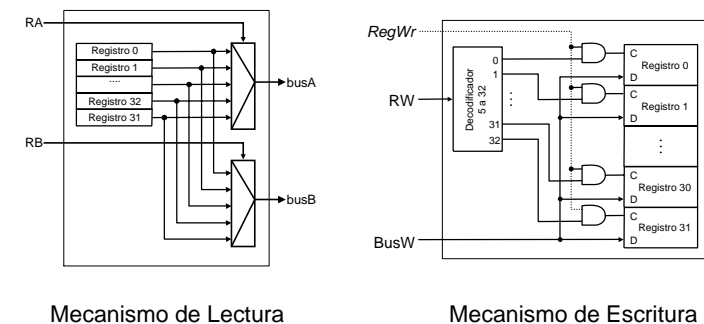 RA
Registro 0
Registro 1
....
Registro 32
Registro 31
busA
RB
busB
Mecanismo de Lectura
RegWr
RW
Decodificador
5 a 32
0
1
31
32
C
Registro 0
D
C
Registro 1
D
C
Registro 30
D
C
Registro 31
D
BusW
Mecanismo de Escritura